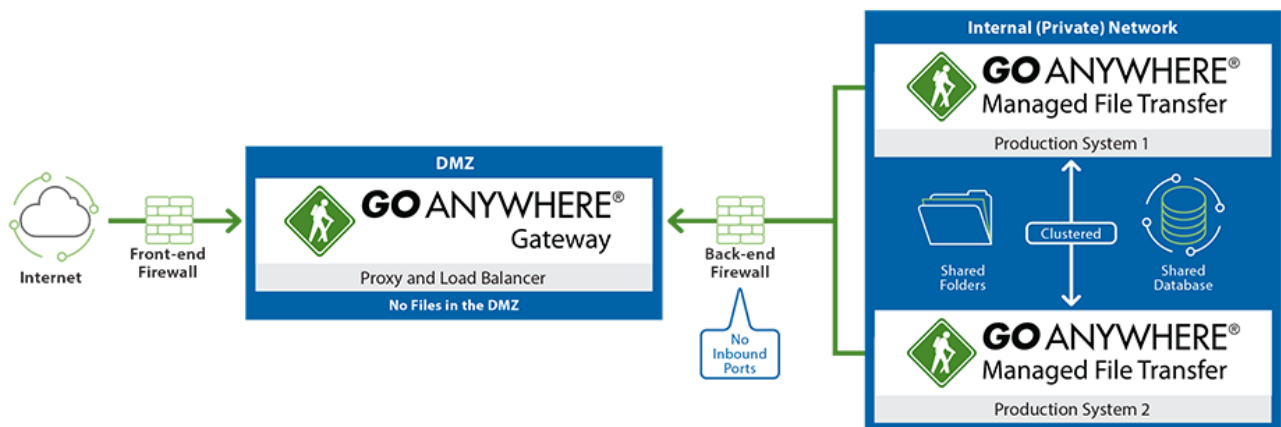 Internet
Front-end
Firewall
DMZ
GO ANYWHERE®
Gateway
Proxy and Load Balancer
No Files in the DMZ
Back-end
Firewall
No
Inbound
Ports
Internal (Private) Network
GO ANYWHERE®
Managed File Transfer
Production System 1
Shared
Folders
Clustered
Shared
Database
GO ANYWHERE®
Managed File Transfer
Production System 2